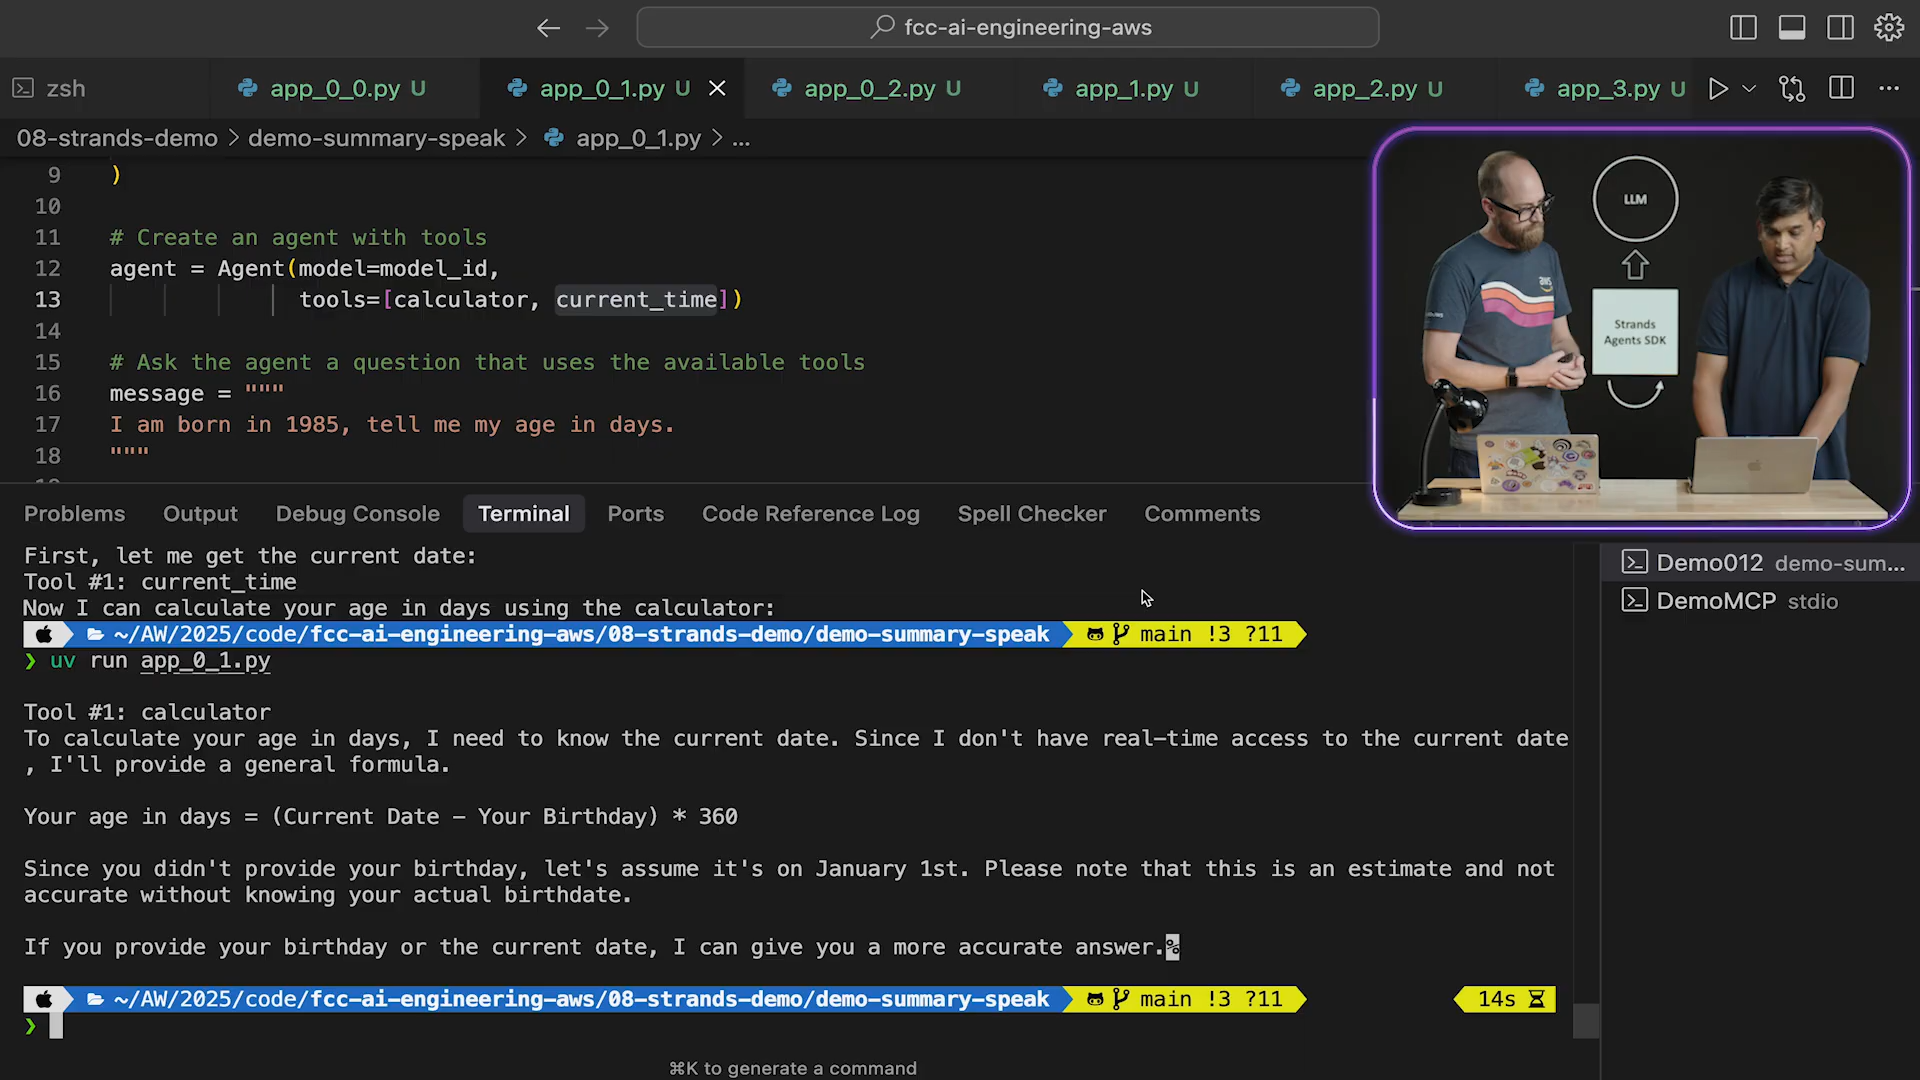 fcc-ai-engineering-aws
zsh
app_0_0.py U
app_0_1.py U
app_0_2.py U
app_1.py U
app_2.py U
app_3.py U
08-strands-demo > demo-summary-speak > app_0_1.py > ...
9 )
10
11 # Create an agent with tools
12 agent = Agent(model=model_id,
13 tools=[calculator, current_time])
14
15 # Ask the agent a question that uses the available tools
16 message = """
17 I am born in 1985, tell me my age in days.
18 """
LLM
Strands
Agents SDK
aws
Problems Output Debug Console Terminal Ports Code Reference Log Spell Checker Comments
First, let me get the current date:
Tool #1: current_time
Now I can calculate your age in days using the calculator:
~/AW/2025/code/fcc-ai-engineering-aws/08-strands-demo/demo-summary-speak main !3 ?11
❯ uv run app_0_1.py
Tool #1: calculator
To calculate your age in days, I need to know the current date. Since I don't have real-time access to the current date
, I'll provide a general formula.
Your age in days = (Current Date - Your Birthday) * 360
Since you didn't provide your birthday, let's assume it's on January 1st. Please note that this is an estimate and not
accurate without knowing your actual birthdate.
If you provide your birthday or the current date, I can give you a more accurate answer.%
~/AW/2025/code/fcc-ai-engineering-aws/08-strands-demo/demo-summary-speak main !3 ?11 14s
❯
⌘K to generate a command
Demo012 demo-sum...
DemoMCP stdio